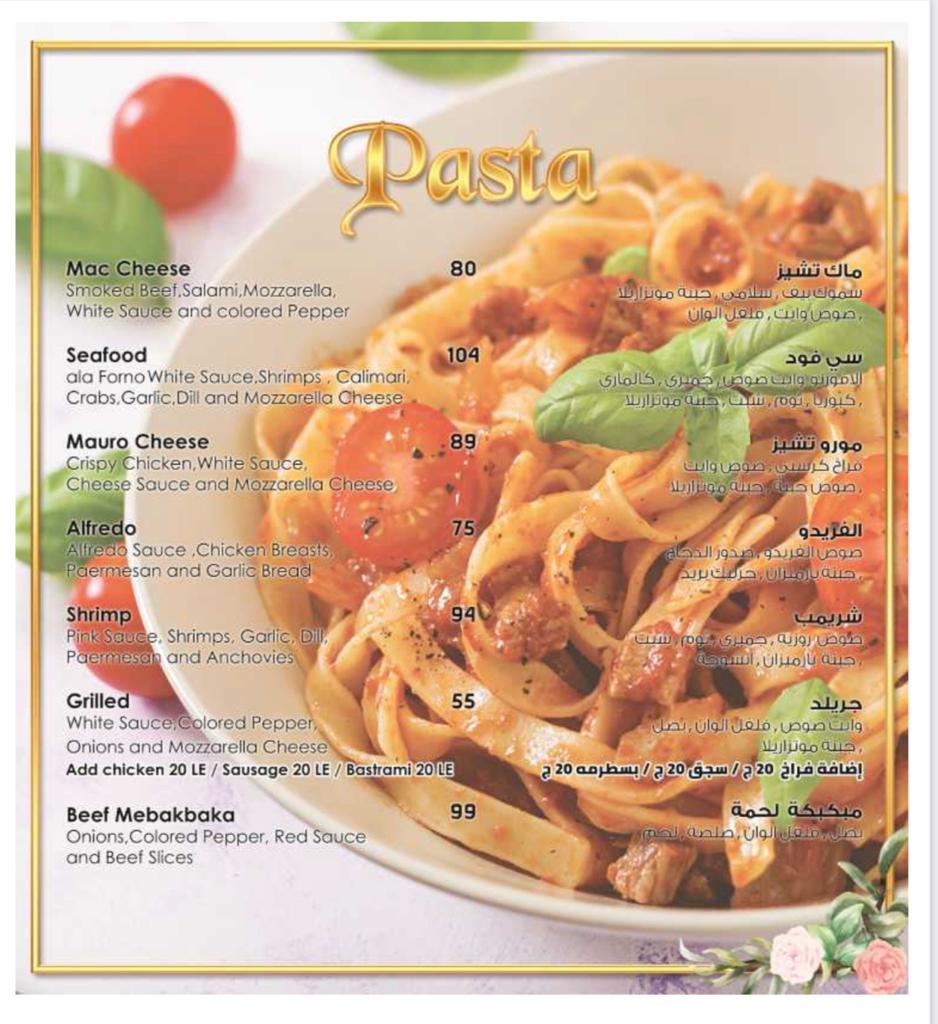 Pasta
Mac Cheese 80 ماك تشيز
Smoked Beef,Salami,Mozzarella, سموك بيف , سلامي , جبنة موتزاريلا
White Sauce and colored Pepper , صوص وايت , فلفل الوان
Seafood 104 سي فود
ala Forno White Sauce,Shrimps , Calimari, الافورنو وايت صوص , جمبري , كالماري
Crabs,Garlic,Dill and Mozzarella Cheese , كبوريا , توم , شبت , جبنة موتزاريلا
Mauro Cheese 89 مورو تشيز
Crispy Chicken,White Sauce, فراخ كرسبي , صوص وايت
Cheese Sauce and Mozzarella Cheese , صوص جبنة , جبنة موتزاريلا
Alfredo 75 الفريدو
Alfredo Sauce ,Chicken Breasts, صوص الفريدو , صدور الدجاج
Paermesan and Garlic Bread , جبنة بارميزان , جرليك بريد
Shrimp 94 شريمب
Pink Sauce, Shrimps, Garlic, Dill, صوص روزية , جمبري , توم , شبت
Paermesan and Anchovies , جبنة بارميزان , انشوجة
Grilled 55 جريلد
White Sauce,Colored Pepper, وايت صوص , فلفل الوان , بصل
Onions and Mozzarella Cheese , جبنة موتزاريلا
Add chicken 20 LE / Sausage 20 LE / Bastrami 20 LE إضافة فراخ 20 ج / سجق 20 ج / بسطرمه 20 ج
Beef Mebakbaka 99 مبكبكة لحمة
Onions,Colored Pepper, Red Sauce بصل , فلفل الوان , صلصة , لحم
and Beef Slices